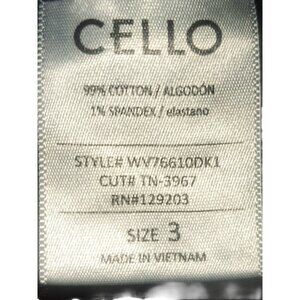 CELLO
99% COTTON / ALGODÓN
1% SPANDEX / elastano
STYLE# WV76610DK1
CUT# TN-3967
RN#129203
SIZE 3
MADE IN VIETNAM